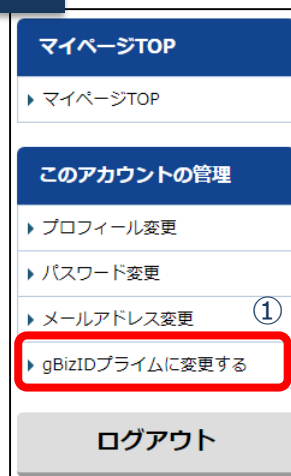 マイページTOP
マイページTOP
このアカウントの管理
プロフィール変更
パスワード変更
メールアドレス変更 ①
gBizIDプライムに変更する
ログアウト